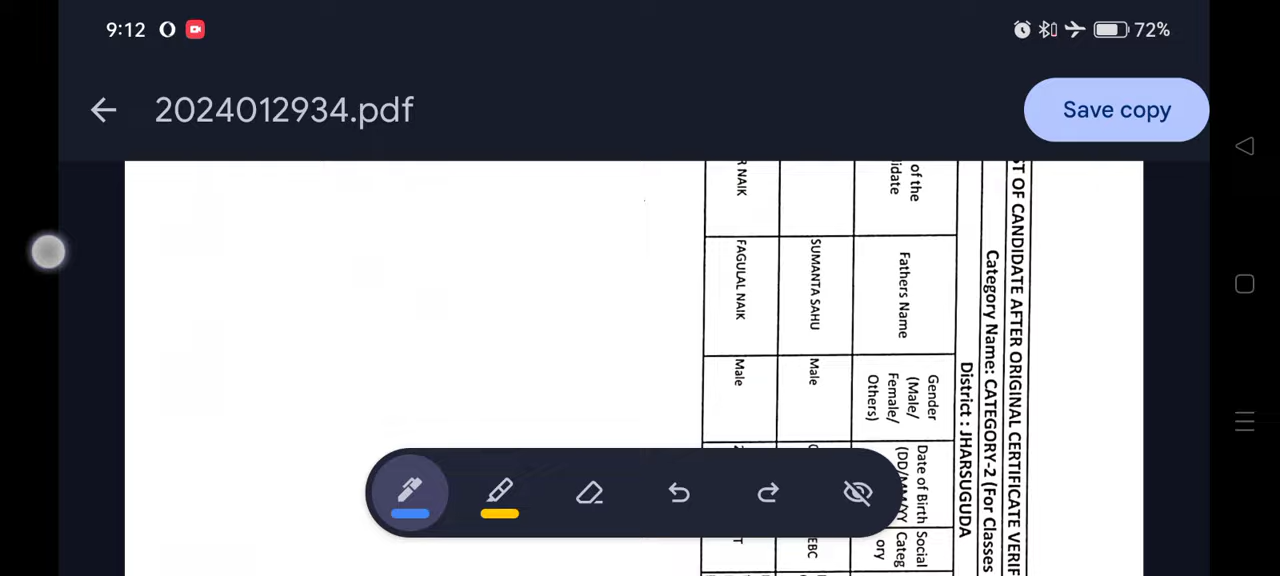 9:12
72%
2024012934.pdf
Save copy
ST OF CANDIDATE AFTER ORIGINAL CERTIFICATE VERIF
Category Name: CATEGORY-2 (For Classes
District : JHARSUGUDA
of the
idate
Fathers Name
Gender
(Male/
Female/
Others)
Date of Birth
(DD/MM/YY
Social
Categ
ory
SUMANTA SAHU
Male
EBC
R NAIK
FAGULAL NAIK
Male
T